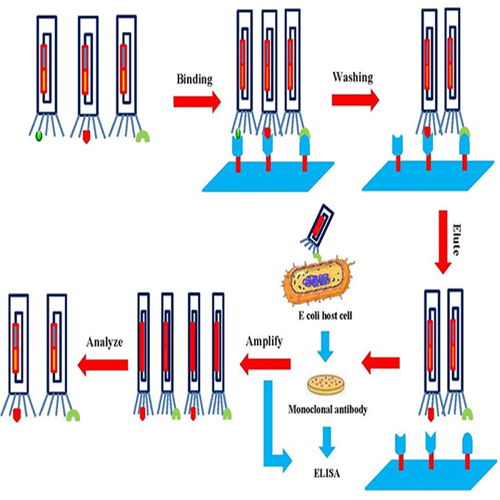 Binding
Washing
Elute
E coli host cell
Analyze
Amplify
Monoclonal antibody
ELISA